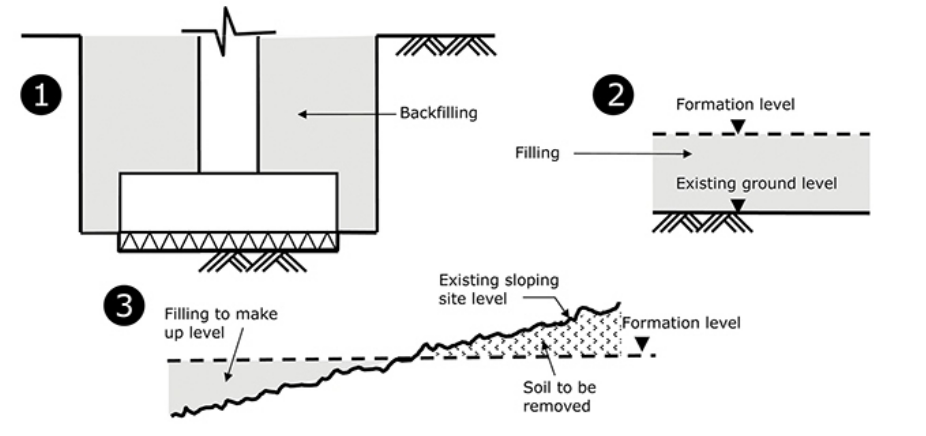 1
Backfilling
2
Formation level
Filling
Existing ground level
3
Filling to make
up level
Existing sloping
site level
Formation level
Soil to be
removed